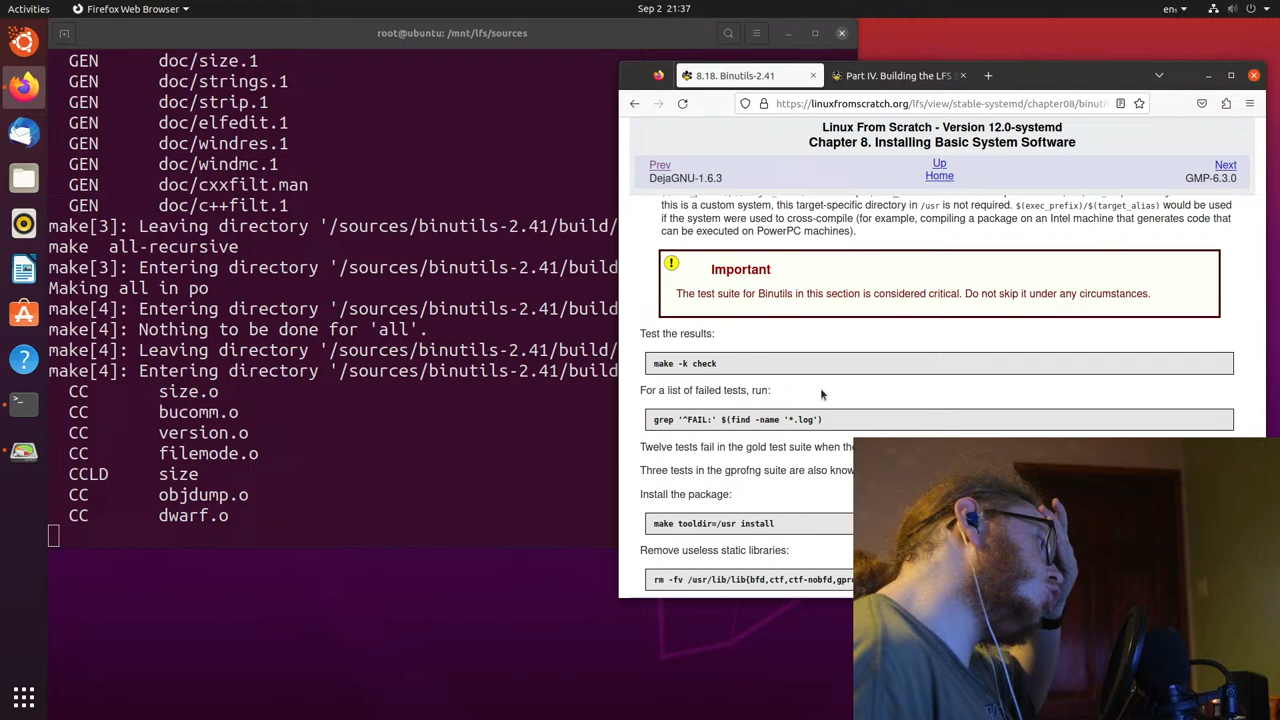 Activities
Firefox Web Browser
Sep 2 21:37
en
root@ubuntu: /mnt/lfs/sources
GEN doc/size.1
GEN doc/strings.1
GEN doc/strip.1
GEN doc/elfedit.1
GEN doc/windres.1
GEN doc/windmc.1
GEN doc/cxxfilt.man
GEN doc/c++filt.1
make[3]: Leaving directory '/sources/binutils-2.41/build/
make all-recursive
make[3]: Entering directory '/sources/binutils-2.41/build
Making all in po
make[4]: Entering directory '/sources/binutils-2.41/build
make[4]: Nothing to be done for 'all'.
make[4]: Leaving directory '/sources/binutils-2.41/build/
make[4]: Entering directory '/sources/binutils-2.41/build
CC size.o
CC bucomm.o
CC version.o
CC filemode.o
CCLD size
CC objdump.o
CC dwarf.o
8.18. Binutils-2.41
Part IV. Building the LFS
https://linuxfromscratch.org/lfs/view/stable-systemd/chapter08/binuti
Linux From Scratch - Version 12.0-systemd
Chapter 8. Installing Basic System Software
Prev
Up
Next
DejaGNU-1.6.3
Home
GMP-6.3.0
this is a custom system, this target-specific directory in /usr is not required. $(exec_prefix)/$(target_alias) would be used
if the system were used to cross-compile (for example, compiling a package on an Intel machine that generates code that
can be executed on PowerPC machines).
Important
The test suite for Binutils in this section is considered critical. Do not skip it under any circumstances.
Test the results:
make -k check
For a list of failed tests, run:
grep '^FAIL:' $(find -name '*.log')
Twelve tests fail in the gold test suite when the
Three tests in the gprofng suite are also know
Install the package:
make tooldir=/usr install
Remove useless static libraries:
rm -fv /usr/lib/lib{bfd,ctf,ctf-nobfd,gpro